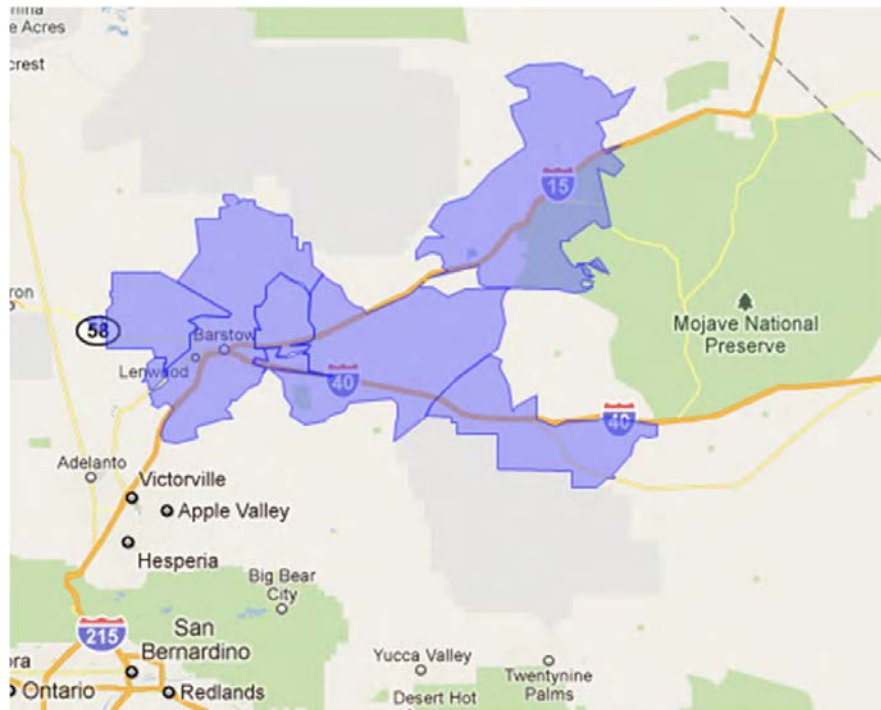 e Acres
crest
15
ron
58
Barstow
Lenwood
40
Mojave National
Preserve
40
Adelanto
Victorville
Apple Valley
Hesperia
Big Bear
City
215
San
Bernardino
Yucca Valley
Twentynine
Palms
Ontario
Redlands
Desert Hot